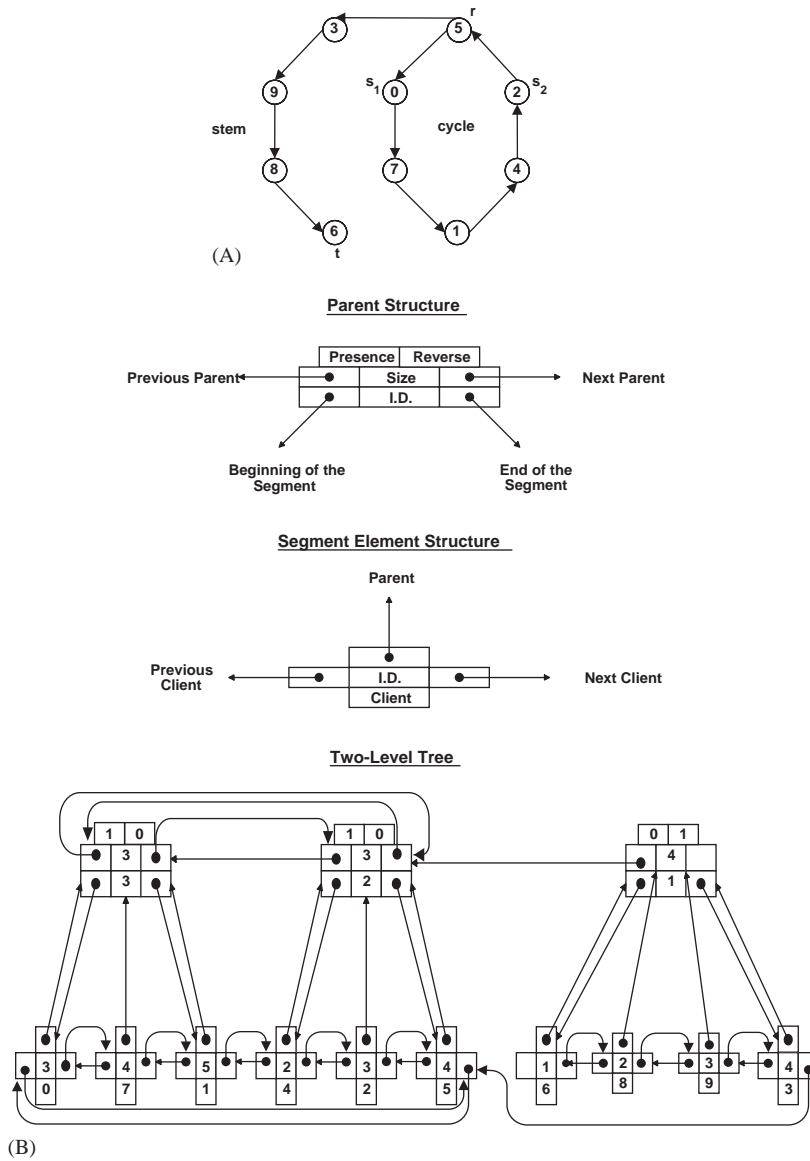 3 5 r
9 s1 0 2 s2
stem cycle
8 7 4
6 1
(A) t
Parent Structure
Presence Reverse
Previous Parent Size Next Parent
I.D.
Beginning of the Segment End of the Segment
Segment Element Structure
Parent
Previous Client I.D. Next Client
Client
Two-Level Tree
1 0 1 0 0 1
3 3 4
3 2 1
3 4 5 2 3 4 1 2 3 4
0 7 1 4 2 5 6 8 9 3
(B)